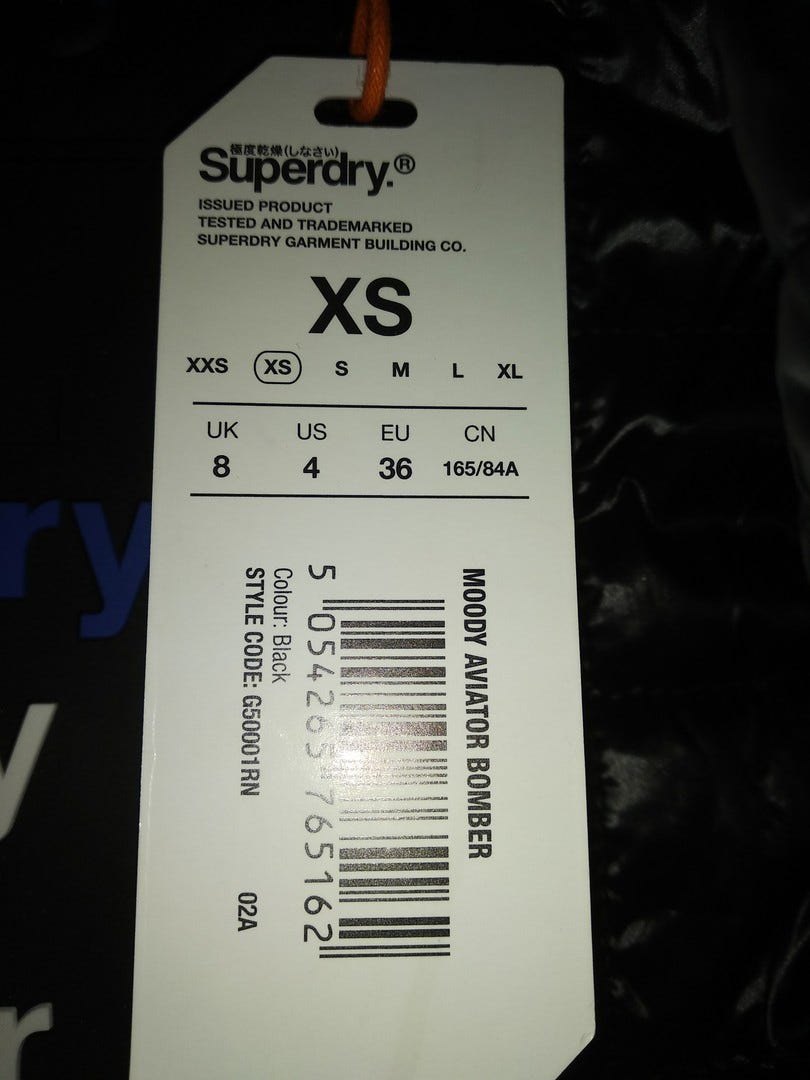 極度乾燥(しなさい)
Superdry.®
ISSUED PRODUCT
TESTED AND TRADEMARKED
SUPERDRY GARMENT BUILDING CO.
XS
XXS XS S M L XL
UK US EU CN
8 4 36 165/84A
MOODY AVIATOR BOMBER
5 054265 765162
Colour: Black
STYLE CODE: G50001RN 02A
ry
y
r